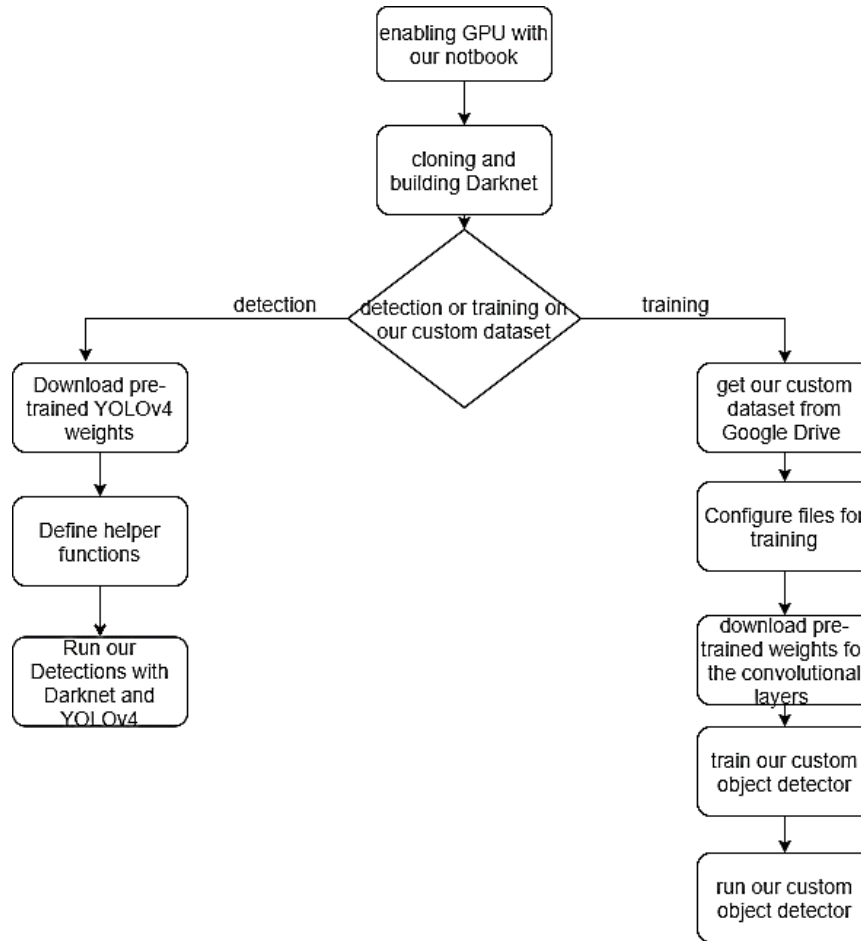 enabling GPU with
our notbook
cloning and
building Darknet
detection
detection or training on
our custom dataset
training
Download pre-
trained YOLOv4
weights
Define helper
functions
Run our
Detections with
Darknet and
YOLOv4
get our custom
dataset from
Google Drive
Configure files for
training
download pre-
trained weights for
the convolutional
layers
train our custom
object detector
run our custom
object detector